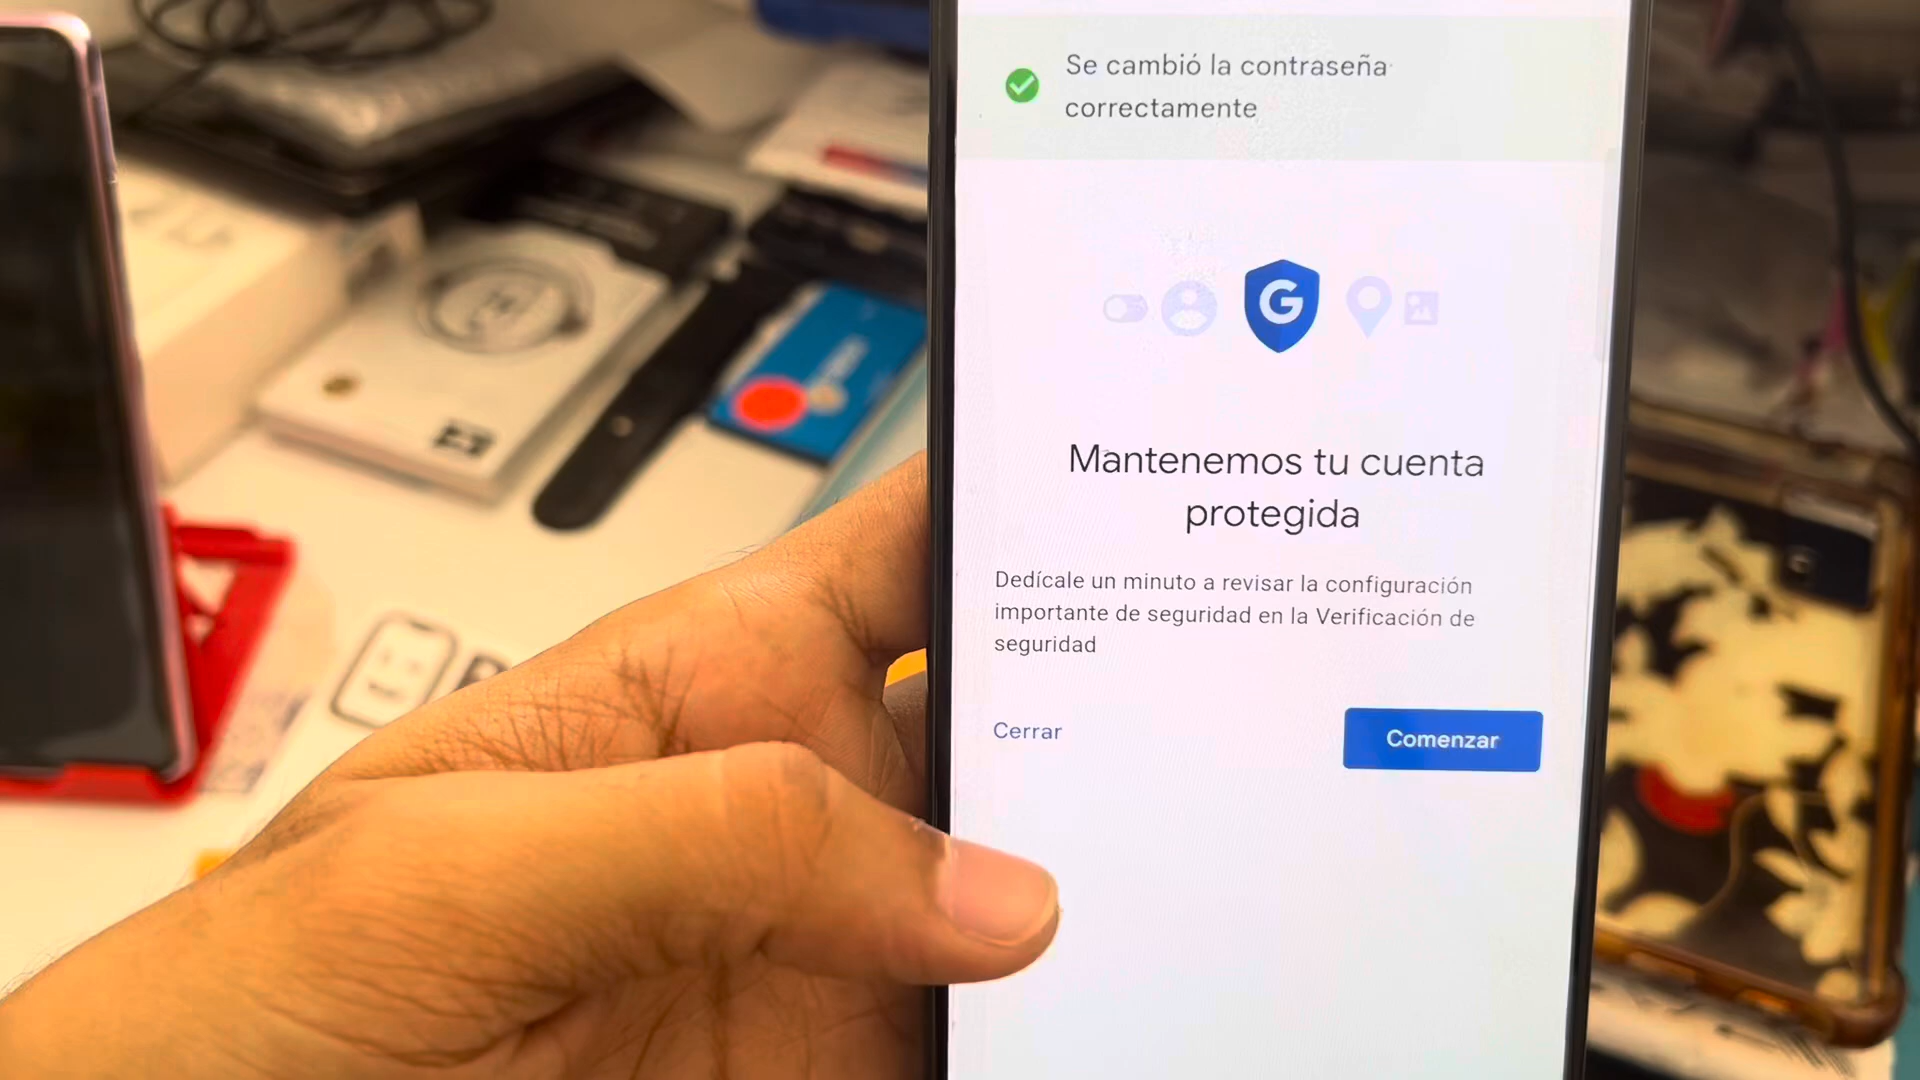 Se cambió la contraseña
correctamente
G
Mantenemos tu cuenta
protegida
Dedícale un minuto a revisar la configuración
importante de seguridad en la Verificación de
seguridad
Cerrar
Comenzar